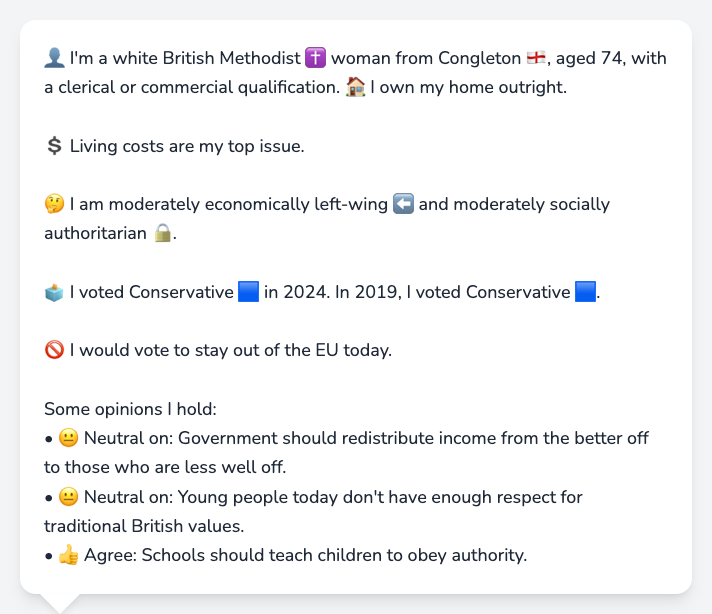 👤 I'm a white British Methodist ✝️ woman from Congleton 🏴󠁧󠁢󠁥󠁮󠁧󠁿, aged 74, with
a clerical or commercial qualification. 🏠 I own my home outright.
💲 Living costs are my top issue.
🤔 I am moderately economically left-wing ⬅️ and moderately socially
authoritarian 🔒.
🗳️ I voted Conservative 🟦 in 2024. In 2019, I voted Conservative 🟦.
🚫 I would vote to stay out of the EU today.
Some opinions I hold:
• 😐 Neutral on: Government should redistribute income from the better off
to those who are less well off.
• 😐 Neutral on: Young people today don't have enough respect for
traditional British values.
• 👍 Agree: Schools should teach children to obey authority.